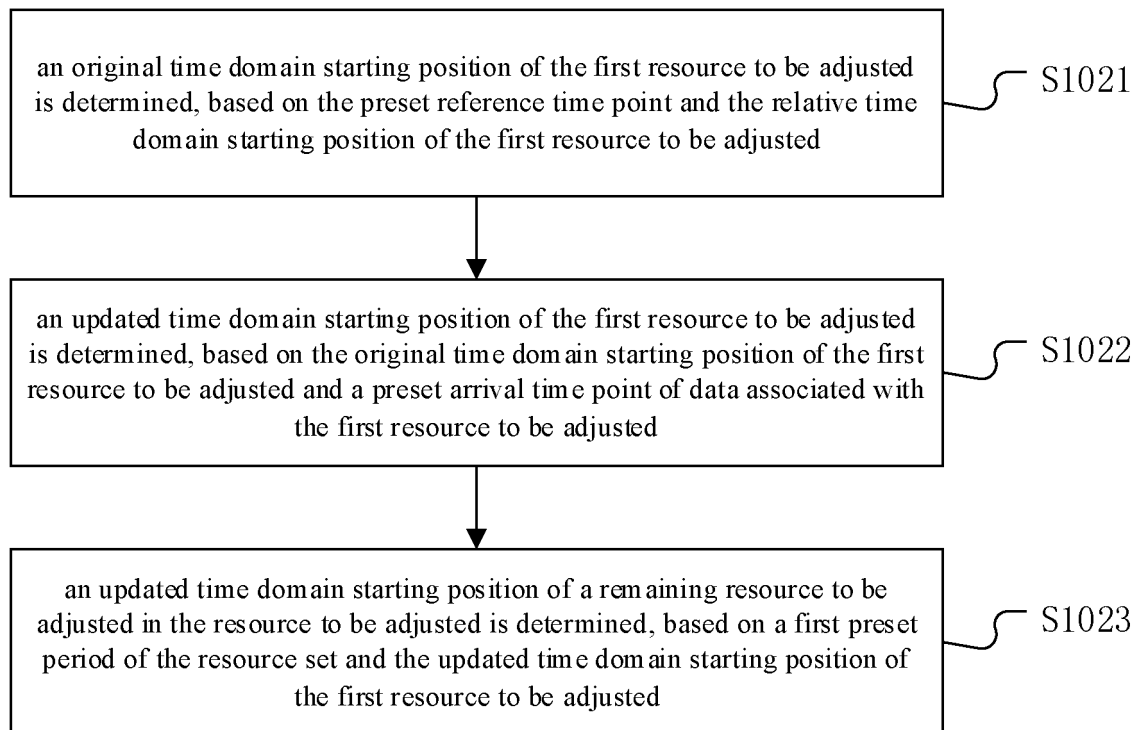 an original time domain starting position of the first resource to be adjusted
is determined, based on the preset reference time point and the relative time
domain starting position of the first resource to be adjusted
S1021
an updated time domain starting position of the first resource to be adjusted
is determined, based on the original time domain starting position of the first
resource to be adjusted and a preset arrival time point of data associated with
the first resource to be adjusted
S1022
an updated time domain starting position of a remaining resource to be
adjusted in the resource to be adjusted is determined, based on a first preset
period of the resource set and the updated time domain starting position of
the first resource to be adjusted
S1023